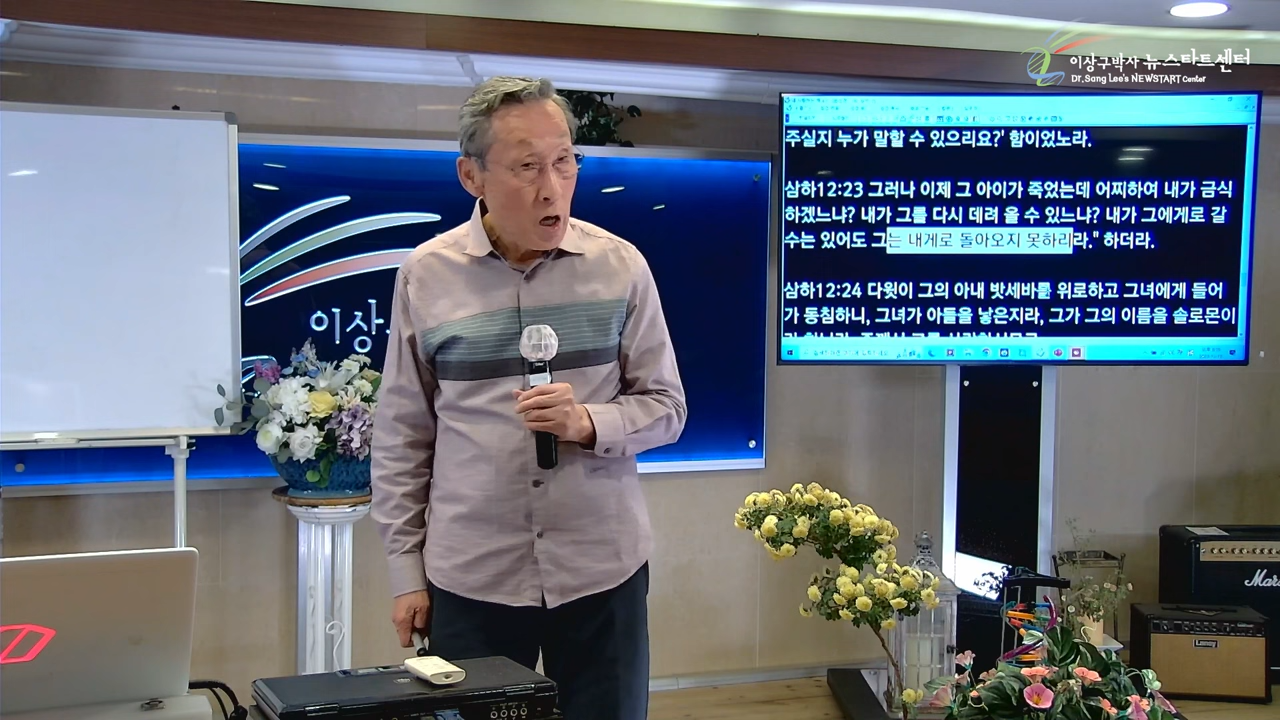 이상구박사 뉴스타트센터
Dr. Sang Lee's NEWSTART Center
주실지 누가 말할 수 있으리요?' 함이었노라.
삼하12:23 그러나 이제 그 아이가 죽었는데 어찌하여 내가 금식
하겠느냐? 내가 그를 다시 데려 올 수 있느냐? 내가 그에게로 갈
수는 있어도 그는 내게로 돌아오지 못하리라." 하더라.
삼하12:24 다윗이 그의 아내 밧세바를 위로하고 그녀에게 들어
가 동침하니, 그녀가 아들을 낳은지라, 그가 그의 이름을 솔로몬이
이상
Mar
Laney